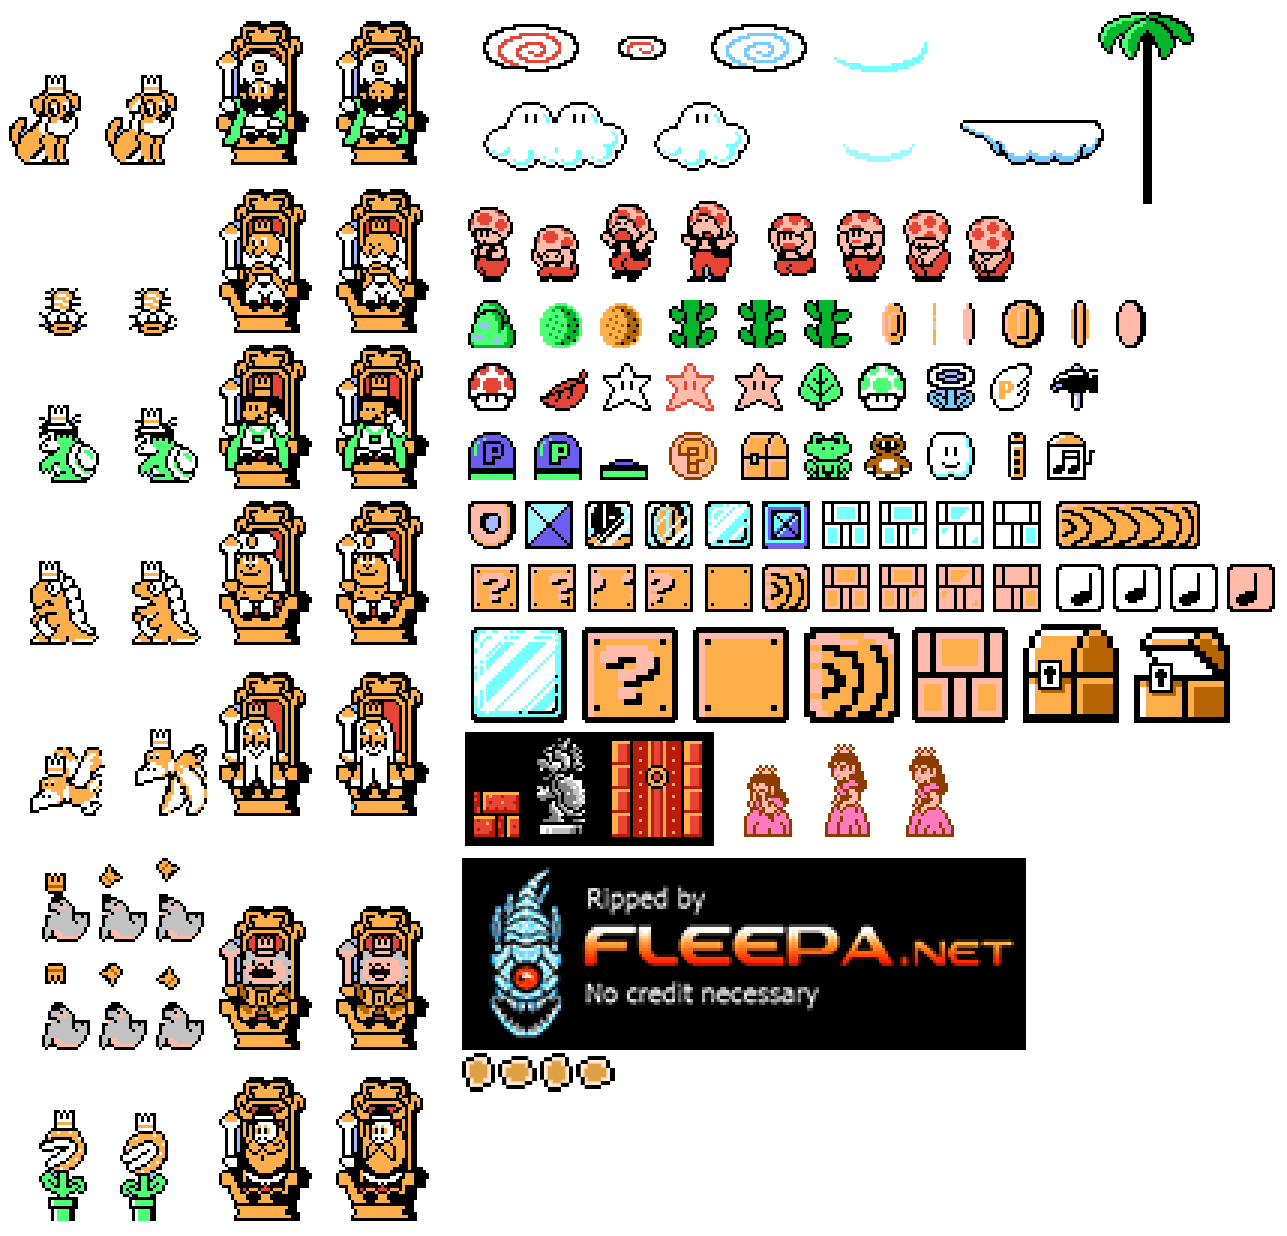 P
P P
?
? ? ? ?
?
Ripped by
FLEEPA.NET
No credit necessary